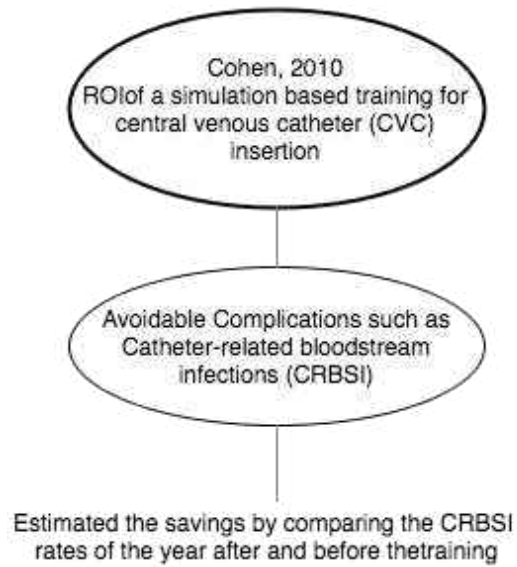 Cohen, 2010
ROIof a simulation based training for
central venous catheter (CVC)
insertion
Avoidable Complications such as
Catheter-related bloodstream
infections (CRBSI)
Estimated the savings by comparing the CRBSI
rates of the year after and before thetraining